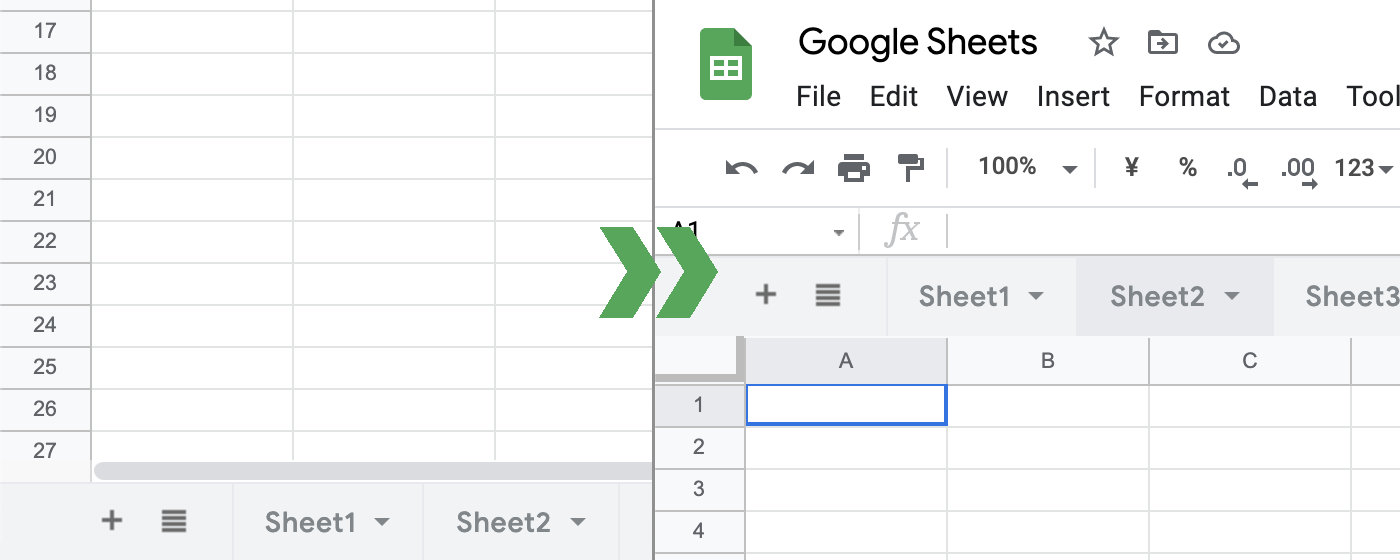 17
18
19
20
21
22
23
24
25
26
27
+ Sheet1 Sheet2
Google Sheets
File Edit View Insert Format Data Tool
100% ¥ % .0 .00 123
A1 fx
+ Sheet1 Sheet2 Sheet3
A B C
1
2
3
4